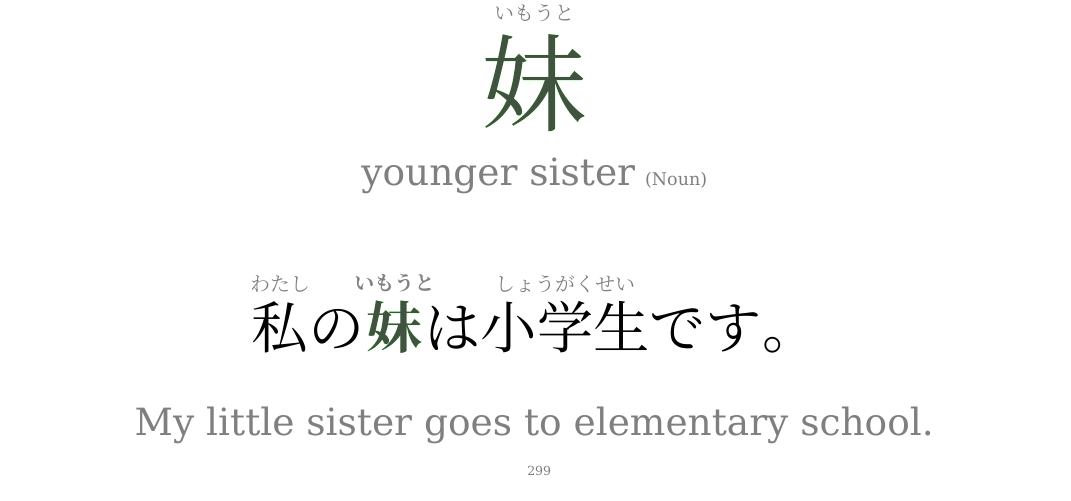 いもうと
妹
younger sister (Noun)
わたし いもうと しょうがくせい
私の妹は小学生です。
My little sister goes to elementary school.
299